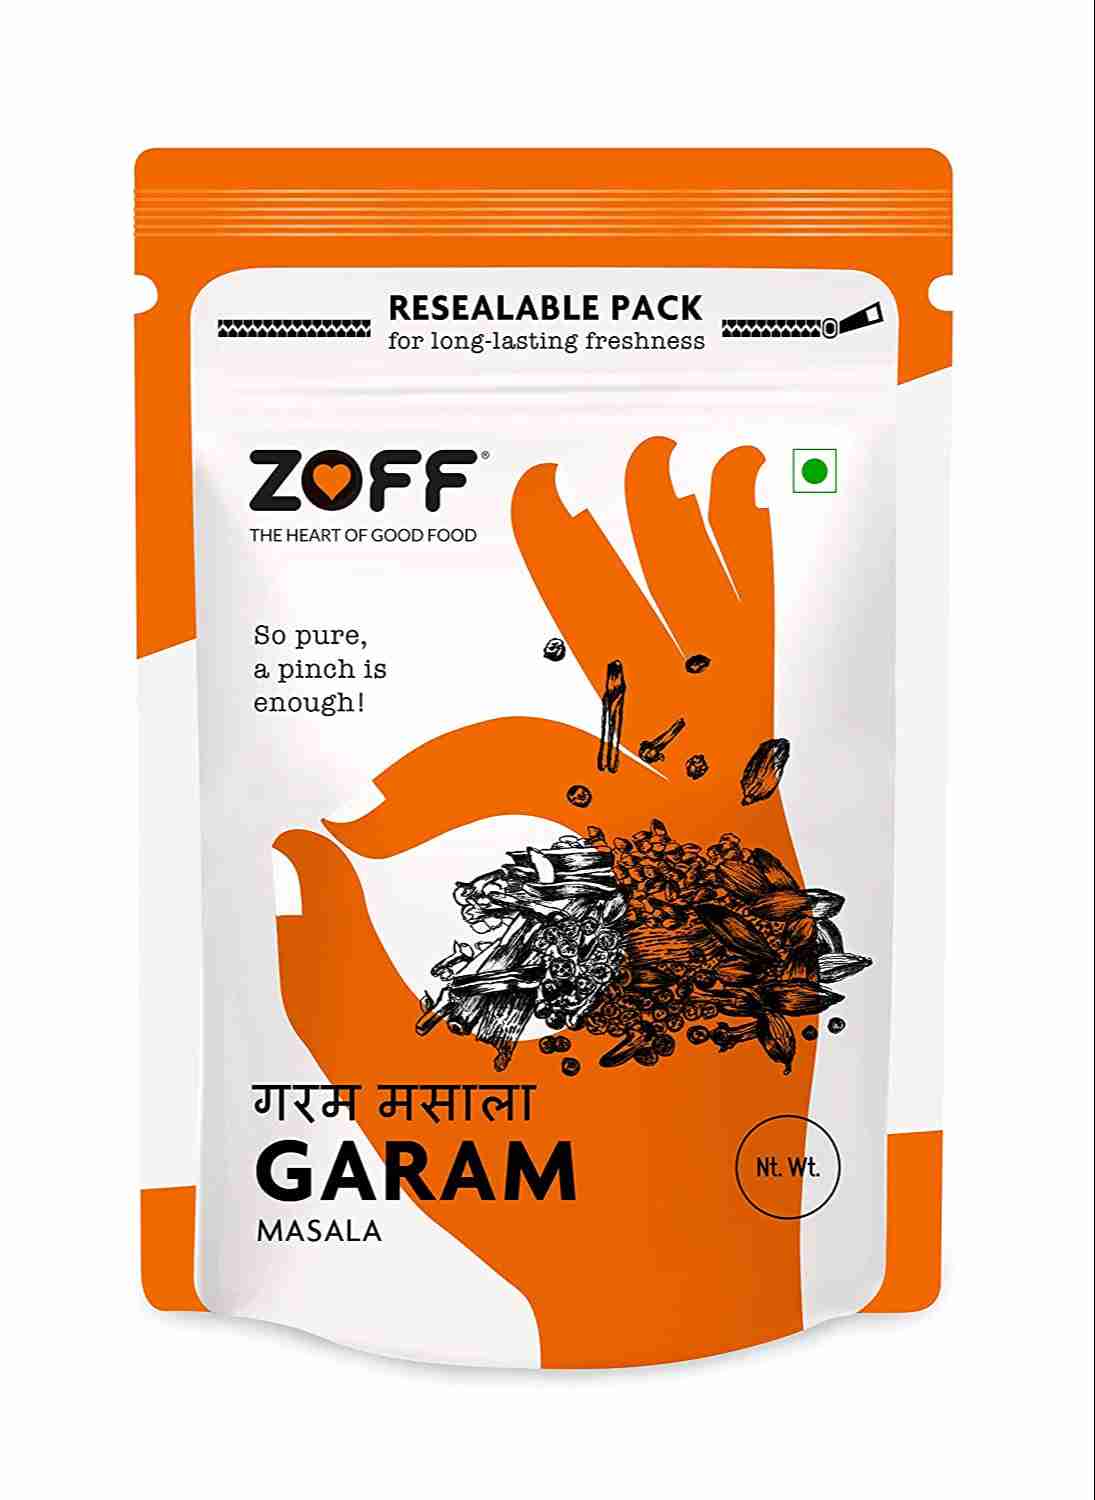 RESEALABLE PACK
for long-lasting freshness
ZOFF®
THE HEART OF GOOD FOOD
So pure,
a pinch is
enough!
गरम मसाला
GARAM
MASALA
Nt. Wt.